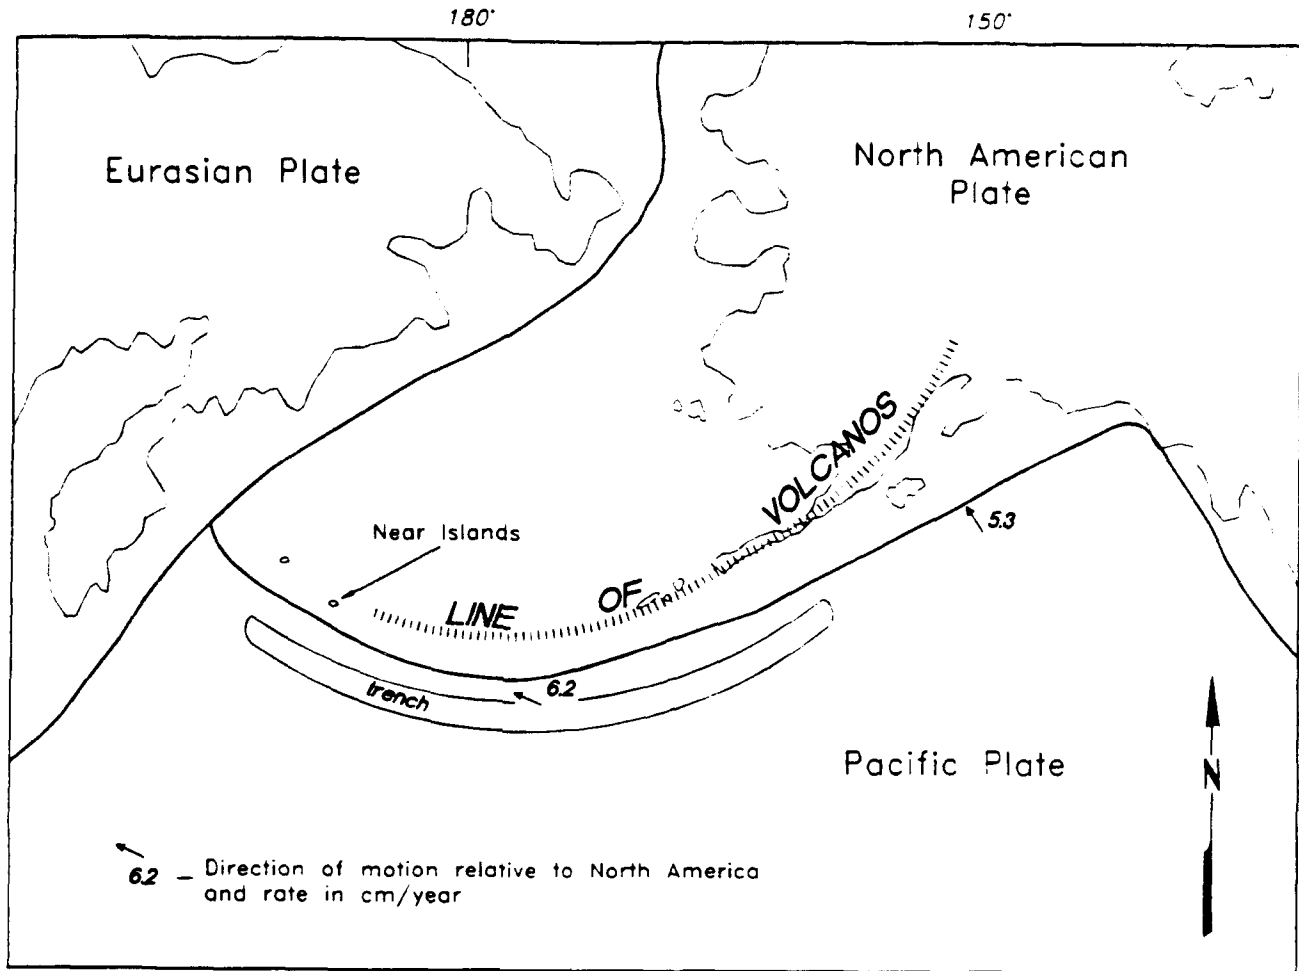 180°
150°
Eurasian Plate
North American
Plate
VOLCANOS
5.3
Near Islands
LINE OF
trench
6.2
Pacific Plate
N
6.2 – Direction of motion relative to North America
and rate in cm/year